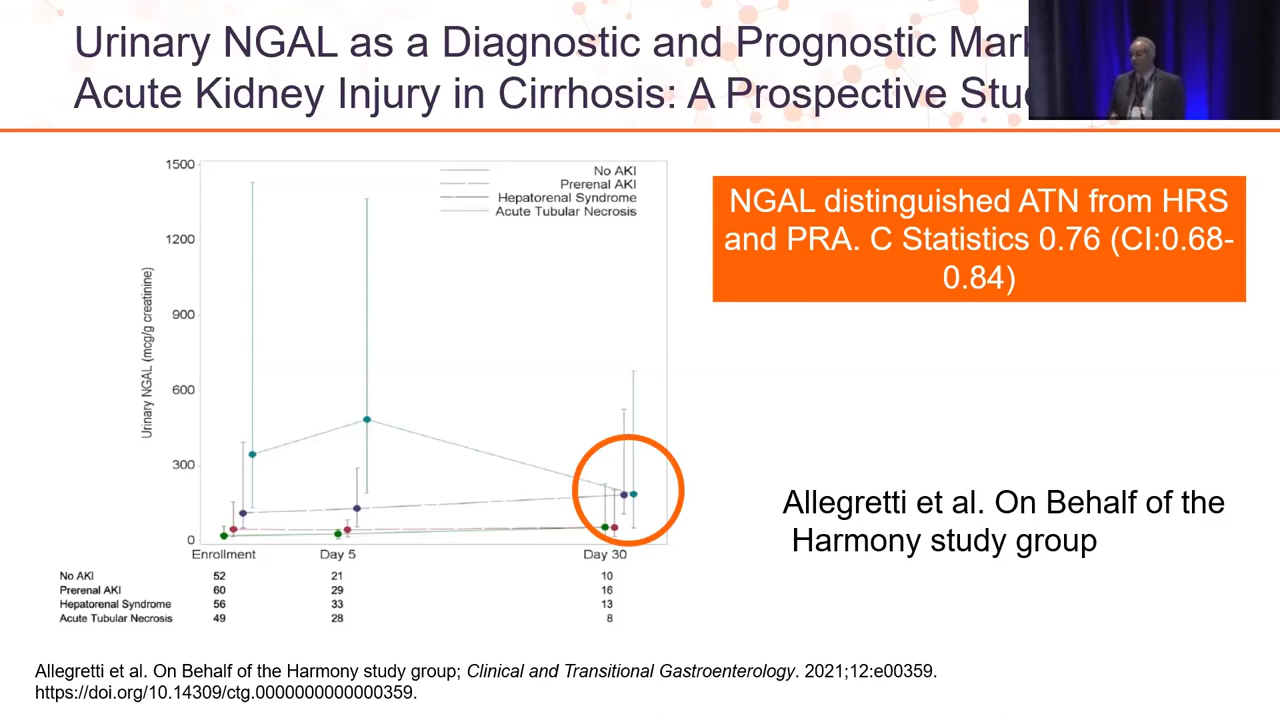 Urinary NGAL as a Diagnostic and Prognostic Mar
Acute Kidney Injury in Cirrhosis: A Prospective Stu
1500
1200
900
600
300
0
Urinary NGAL (mcg/g creatinine)
No AKI
Prerenal AKI
Hepatorenal Syndrome
Acute Tubular Necrosis
Enrollment Day 5 Day 30
No AKI 52 21 10
Prerenal AKI 60 29 16
Hepatorenal Syndrome 56 33 13
Acute Tubular Necrosis 49 28 8
NGAL distinguished ATN from HRS
and PRA. C Statistics 0.76 (CI:0.68-
0.84)
Allegretti et al. On Behalf of the
Harmony study group
Allegretti et al. On Behalf of the Harmony study group; Clinical and Transitional Gastroenterology. 2021;12:e00359.
https://doi.org/10.14309/ctg.0000000000000359.